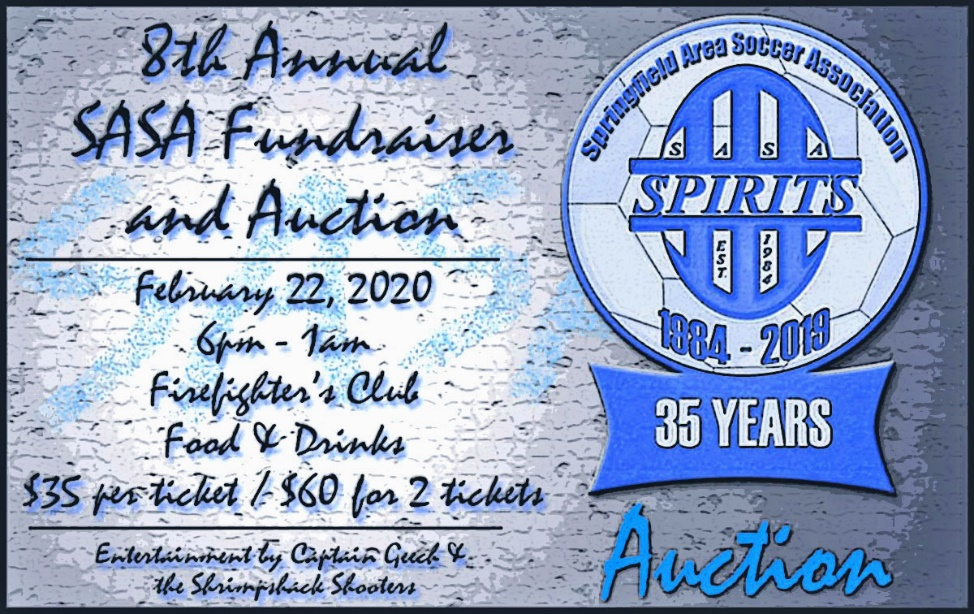 8th Annual
SASA Fundraiser
and Auction
February 22, 2020
6pm - 1am
Firefighter's Club
Food & Drinks
$35 per ticket / $60 for 2 tickets
Entertainment by Captain Geech &
the Shrimpshack Shooters
Springfield Area Soccer Association
S A S A
SPIRITS
EST. 1984
1984 - 2019
35 YEARS
Auction